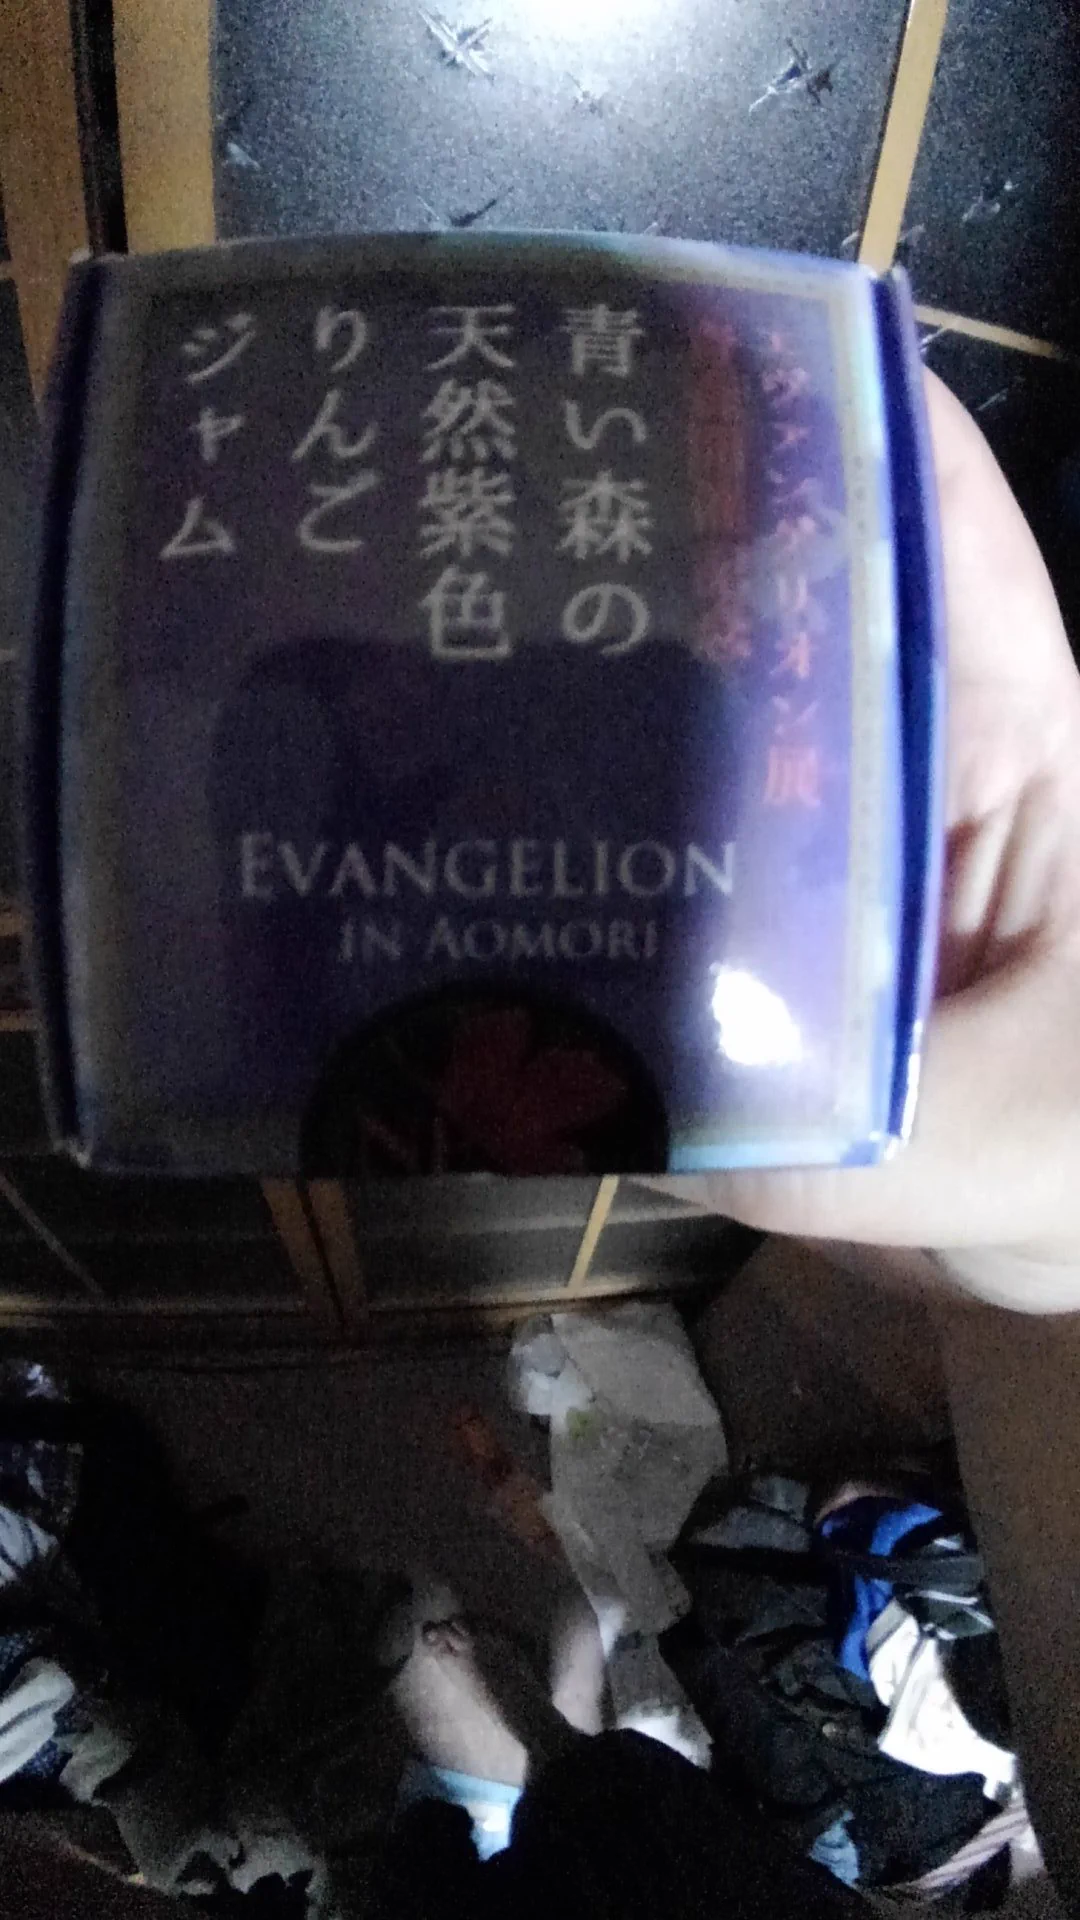 エヴァンゲリオン展
青い森の
天然紫色
りんご
ジャム
EVANGELION
IN AOMORI